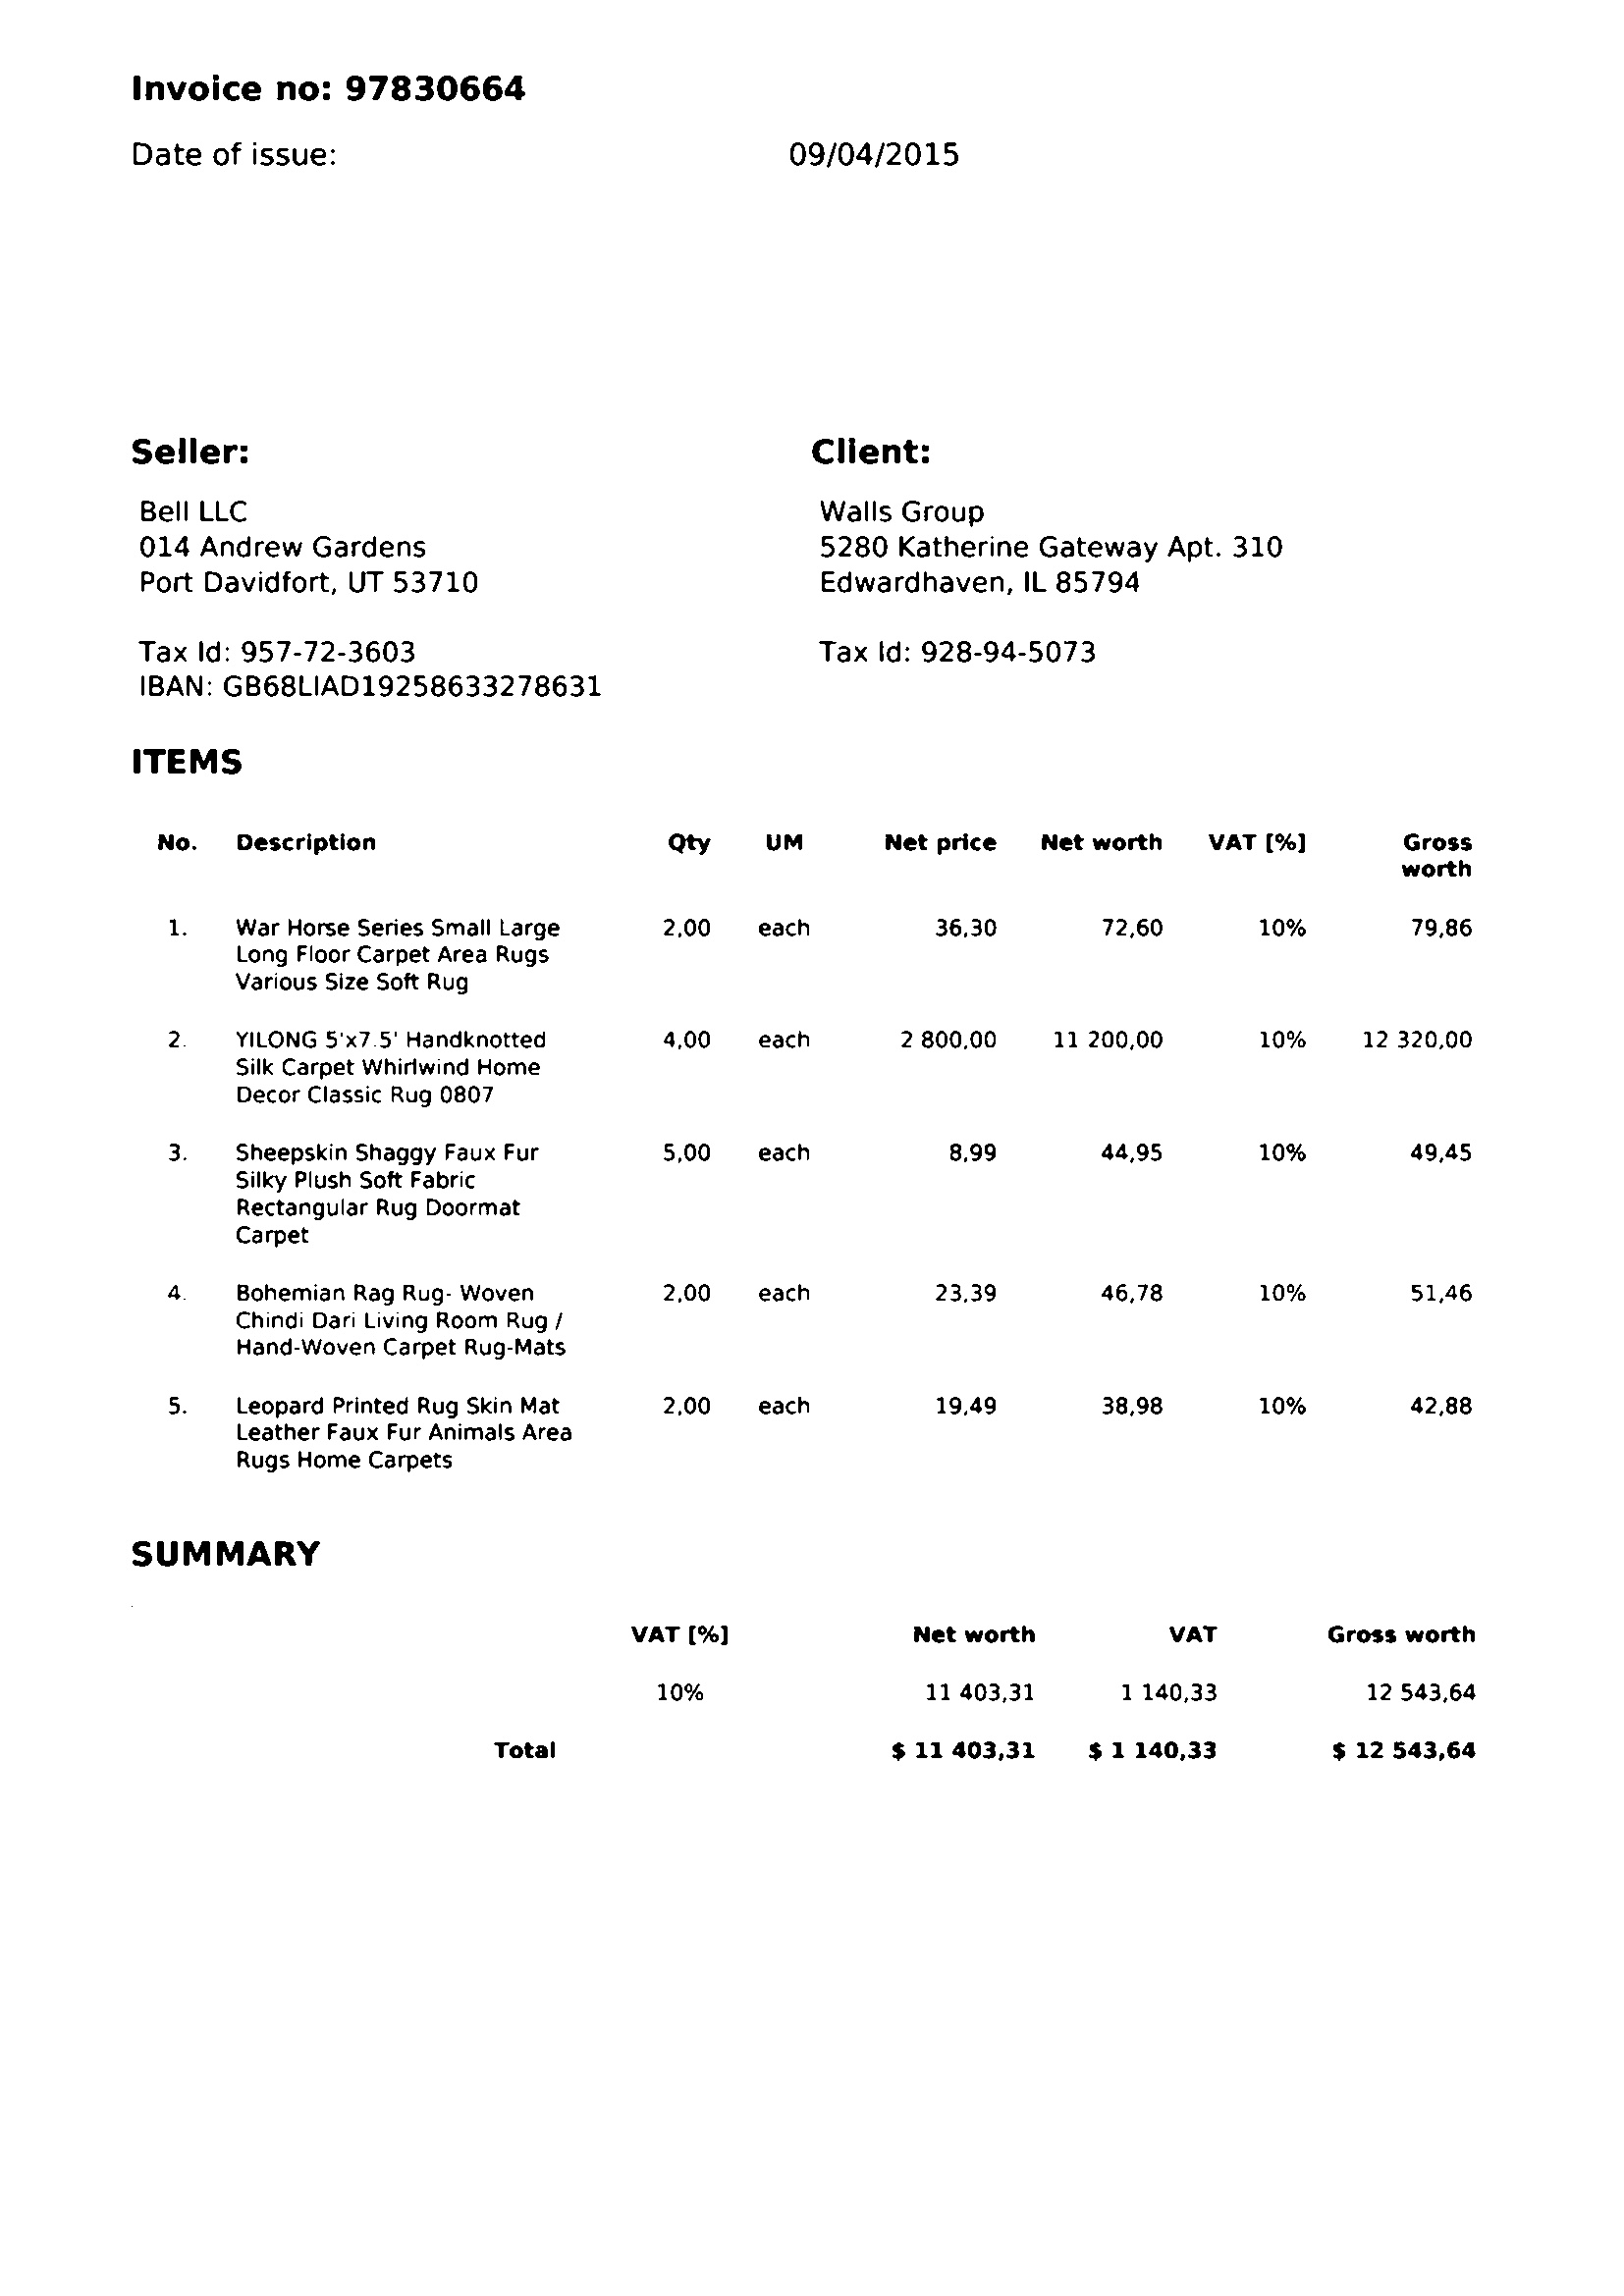 Invoice no: 97830664
Date of issue: 09/04/2015
Seller: Client:
Bell LLC Walls Group
014 Andrew Gardens 5280 Katherine Gateway Apt. 310
Port Davidfort, UT 53710 Edwardhaven, IL 85794
Tax Id: 957-72-3603 Tax Id: 928-94-5073
IBAN: GB68LIAD19258633278631
ITEMS
No. Description Qty UM Net price Net worth VAT [%] Gross
worth
1. War Horse Series Small Large 2,00 each 36,30 72,60 10% 79,86
Long Floor Carpet Area Rugs
Various Size Soft Rug
2. YILONG 5'x7.5' Handknotted 4,00 each 2 800,00 11 200,00 10% 12 320,00
Silk Carpet Whirlwind Home
Decor Classic Rug 0807
3. Sheepskin Shaggy Faux Fur 5,00 each 8,99 44,95 10% 49,45
Silky Plush Soft Fabric
Rectangular Rug Doormat
Carpet
4. Bohemian Rag Rug- Woven 2,00 each 23,39 46,78 10% 51,46
Chindi Dari Living Room Rug /
Hand-Woven Carpet Rug-Mats
5. Leopard Printed Rug Skin Mat 2,00 each 19,49 38,98 10% 42,88
Leather Faux Fur Animals Area
Rugs Home Carpets
SUMMARY
VAT [%] Net worth VAT Gross worth
10% 11 403,31 1 140,33 12 543,64
Total $ 11 403,31 $ 1 140,33 $ 12 543,64